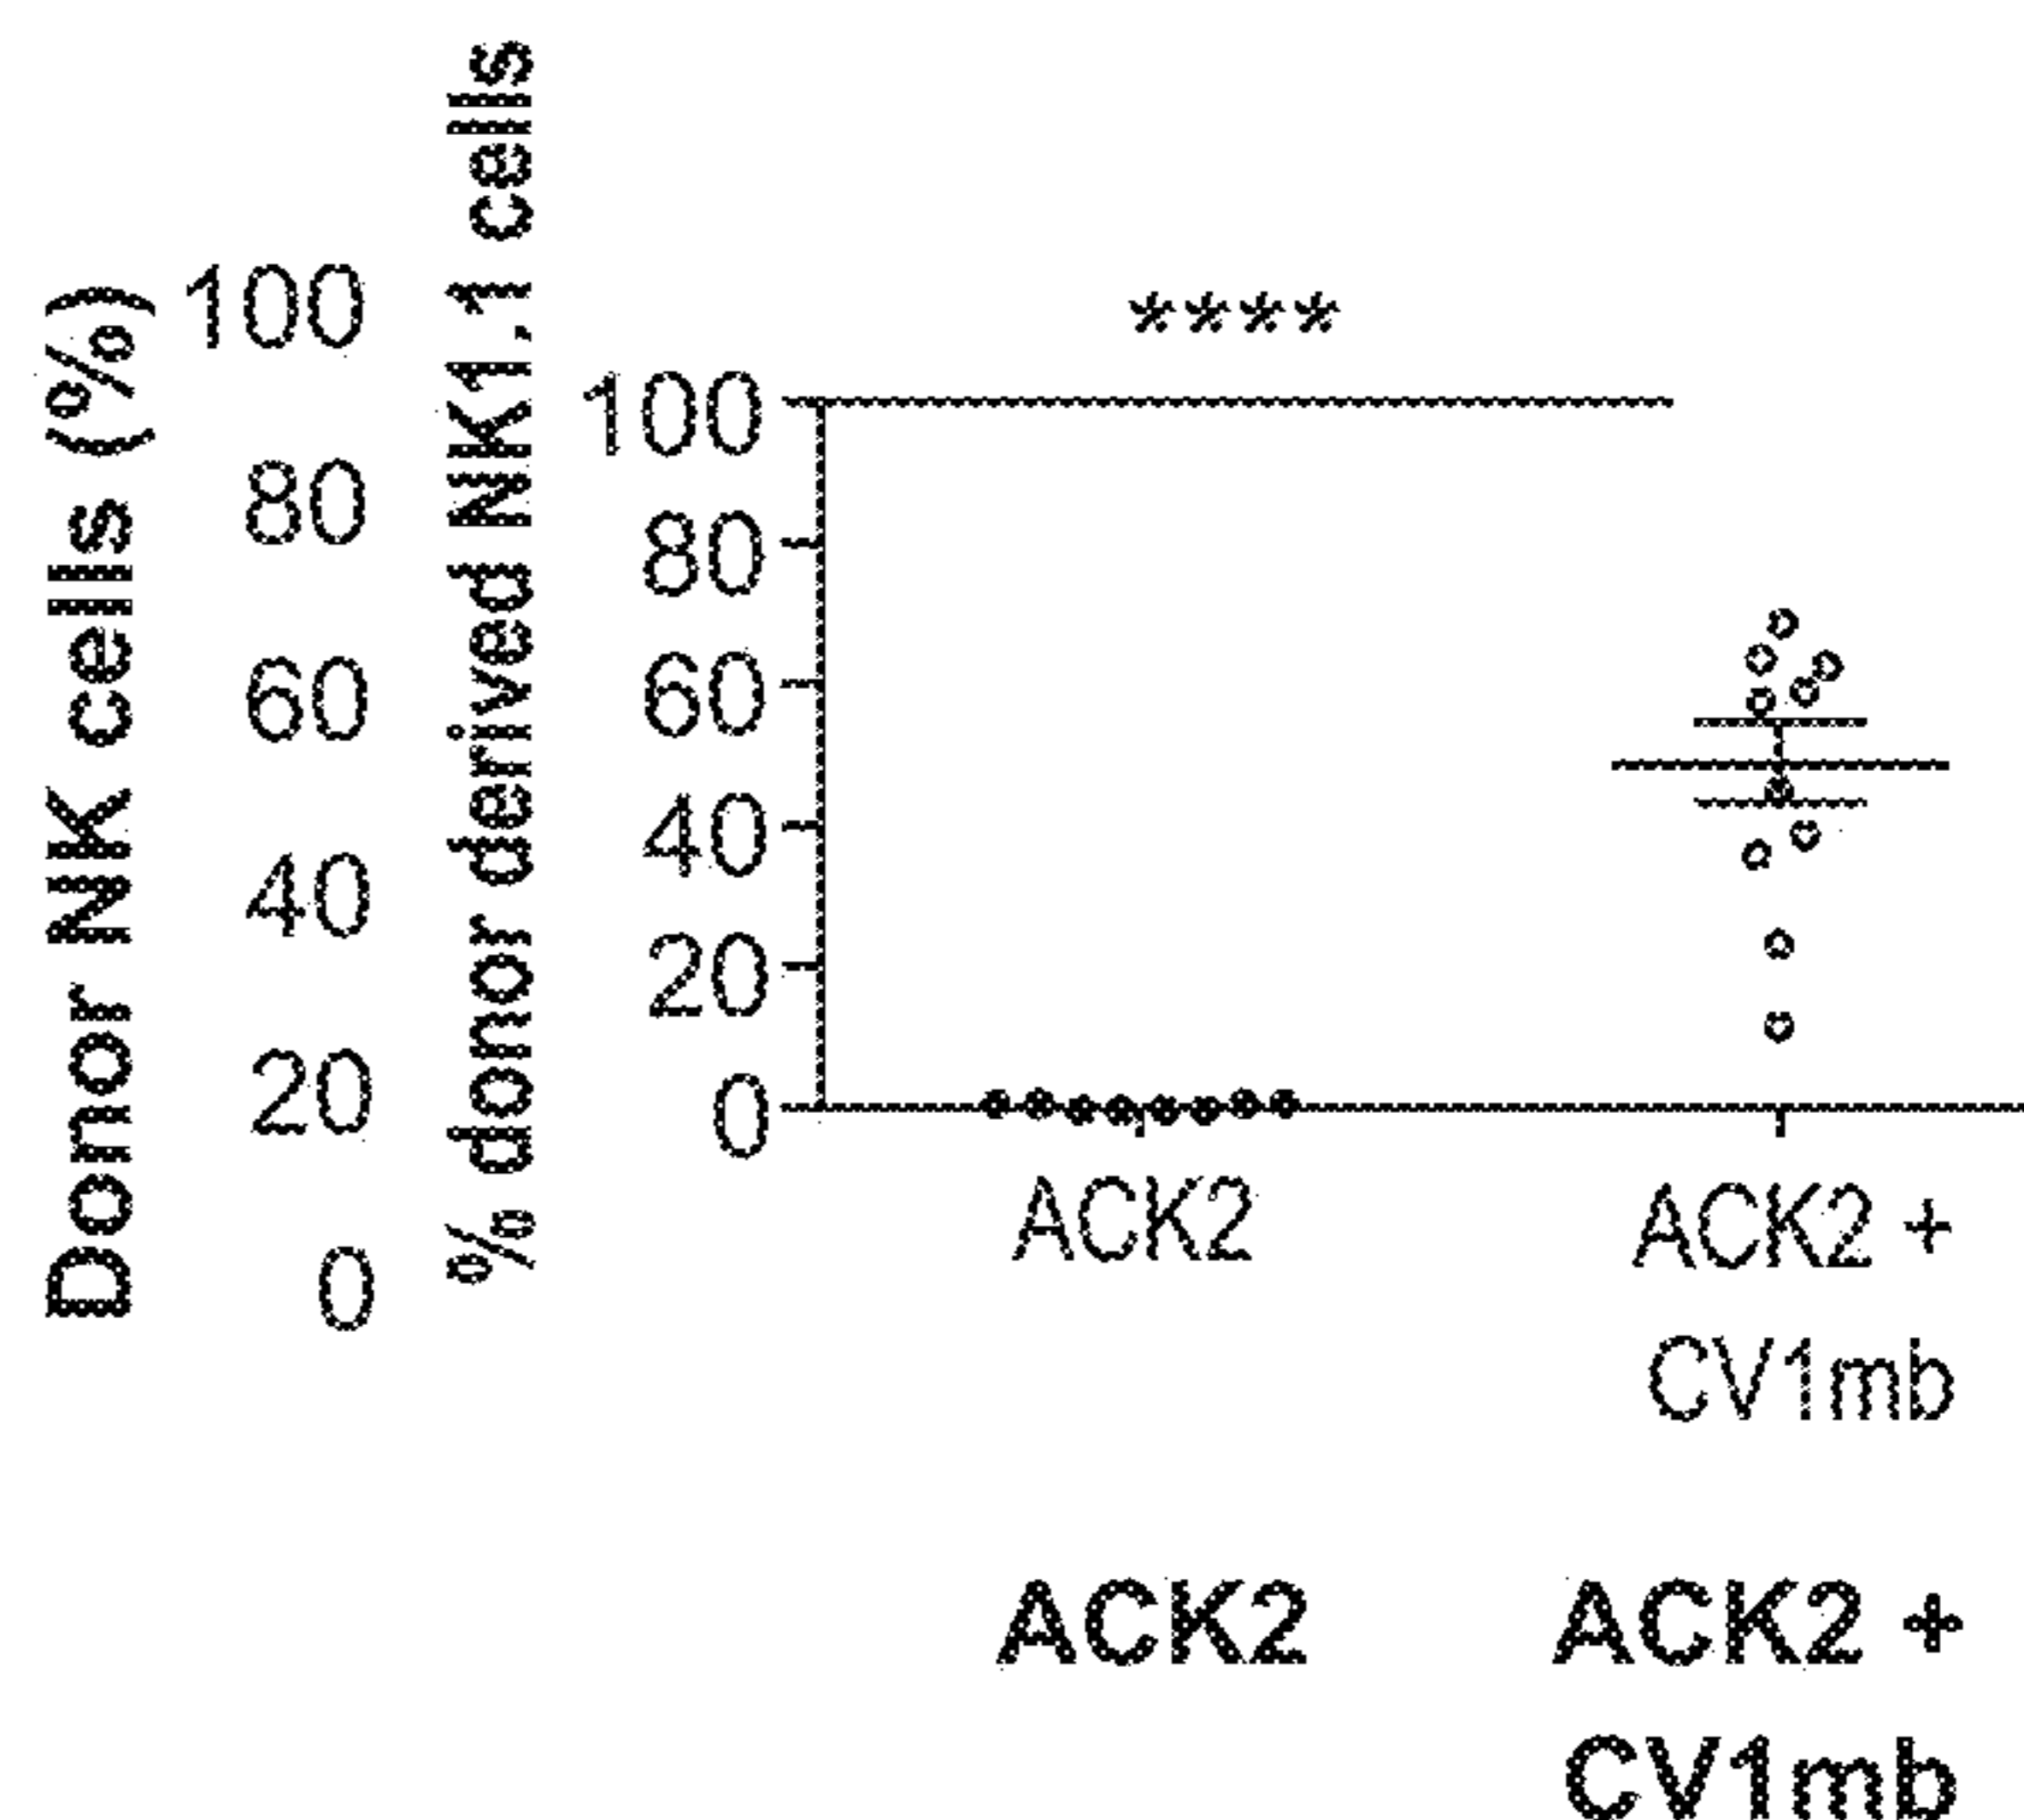 Donor NK cells (%)
100
80
60
40
20
0
% donor derived NK1.1 cells
****
100
80
60
40
20
0
ACK2
ACK2 +
CV1mb
ACK2
ACK2 +
CV1mb